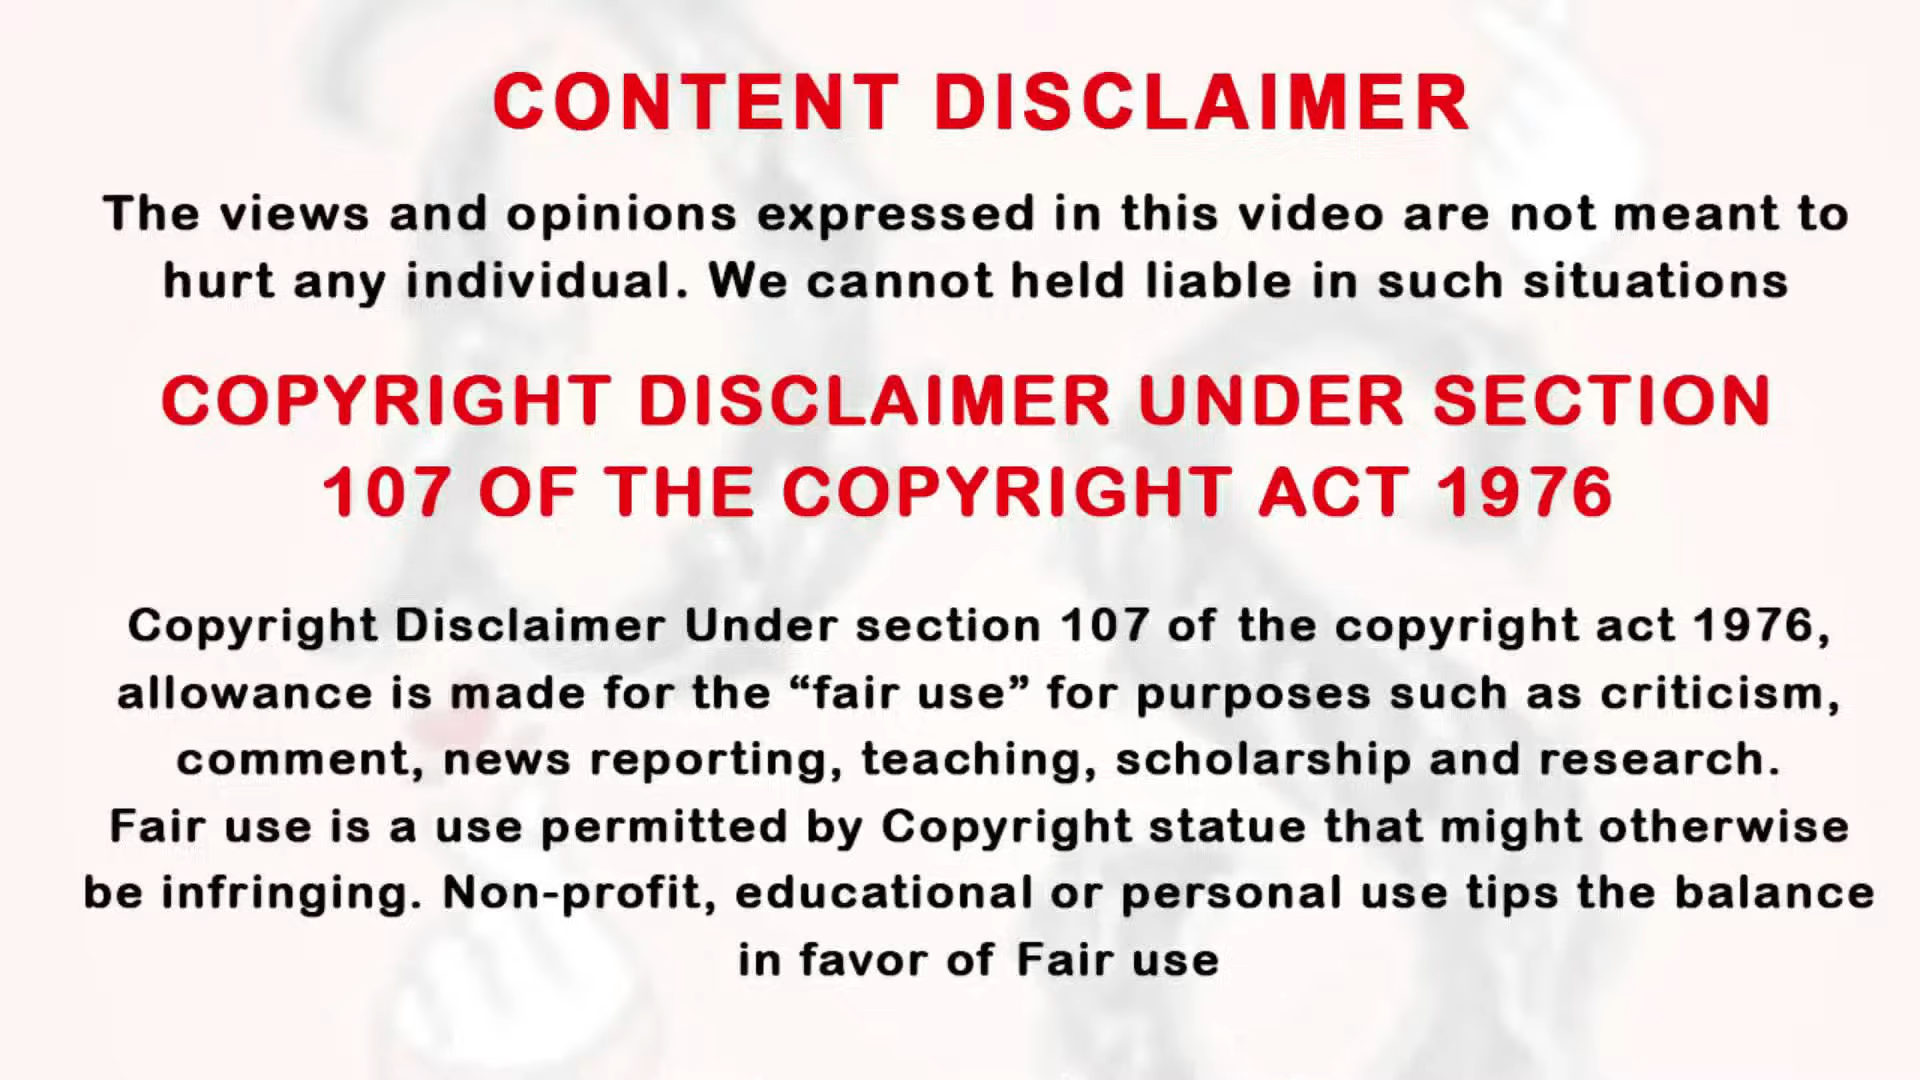 CONTENT DISCLAIMER
The views and opinions expressed in this video are not meant to
hurt any individual. We cannot held liable in such situations
COPYRIGHT DISCLAIMER UNDER SECTION
107 OF THE COPYRIGHT ACT 1976
Copyright Disclaimer Under section 107 of the copyright act 1976,
allowance is made for the “fair use” for purposes such as criticism,
comment, news reporting, teaching, scholarship and research.
Fair use is a use permitted by Copyright statue that might otherwise
be infringing. Non-profit, educational or personal use tips the balance
in favor of Fair use